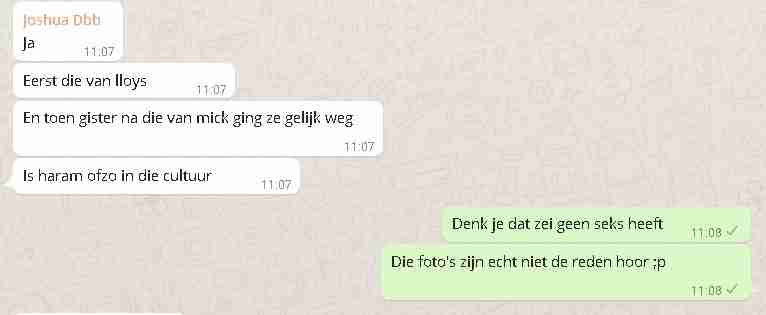 Joshua Dbb
Ja
11:07
Eerst die van lloys
11:07
En toen gister na die van mick ging ze gelijk weg
11:07
Is haram ofzo in die cultuur
11:07
Denk je dat zei geen seks heeft
11:08
Die foto's zijn echt niet de reden hoor ;p
11:08